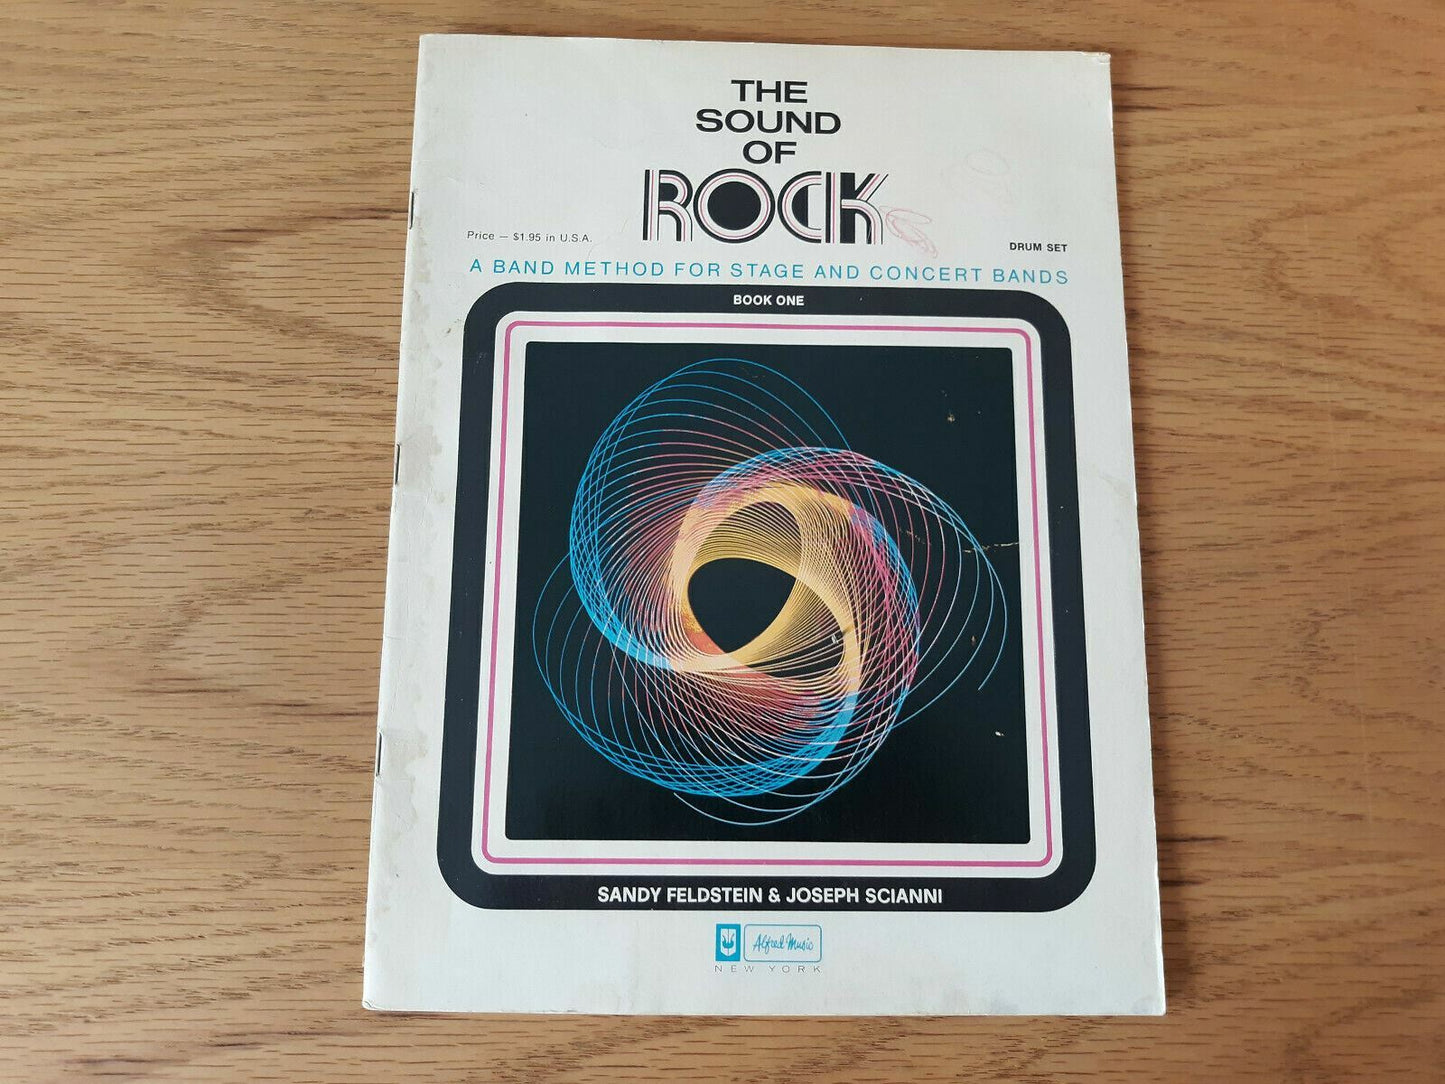 THE
SOUND
OF
ROCK
Price — $1.95 in U.S.A.
DRUM SET
A BAND METHOD FOR STAGE AND CONCERT BANDS
BOOK ONE
SANDY FELDSTEIN & JOSEPH SCIANNI
Alfred Music
NEW YORK